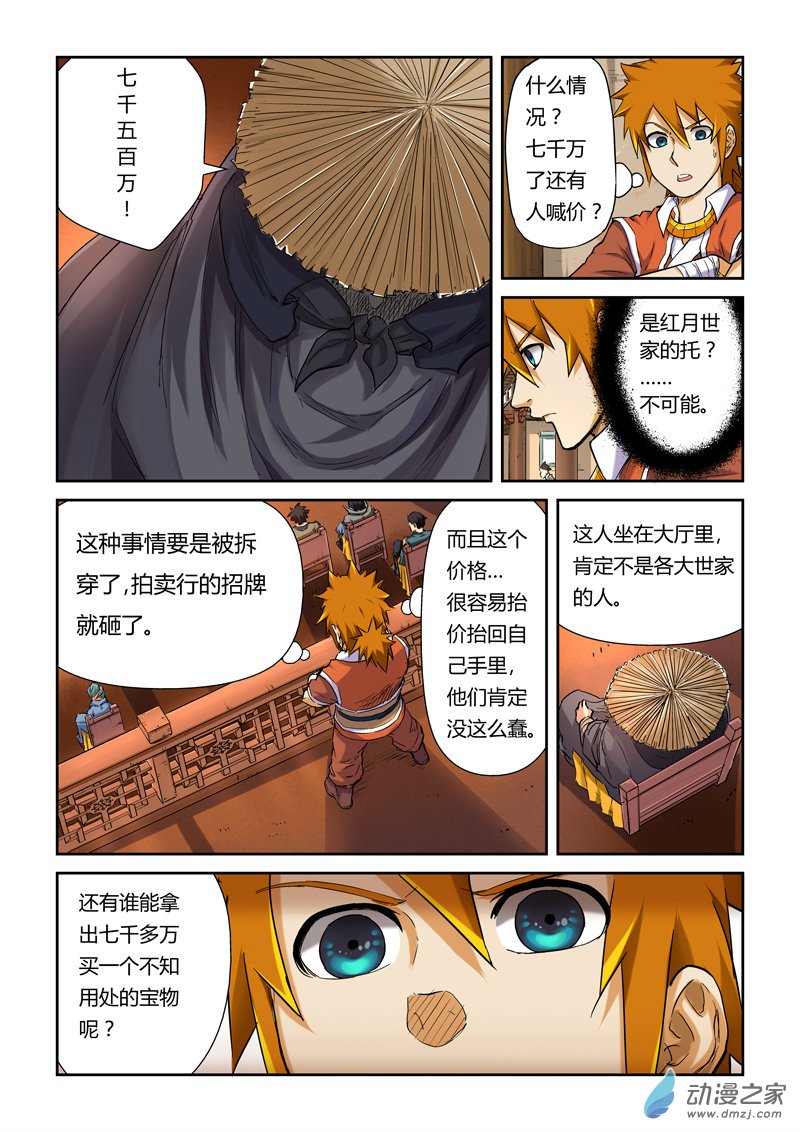 七千五百万！
什么情
况？
七千万
了还有
人喊价？
是红月世
家的托？
……
不可能。
这种事情要是被拆
穿了，拍卖行的招牌
就砸了。
而且这个
价格…
很容易抬
价抬回自
己手里，
他们肯定
没这么蠢。
这人坐在大厅里，
肯定不是各大世家
的人。
还有谁能拿
出七千多万
买一个不知
用处的宝物
呢？
动漫之家
www.dmzj.com